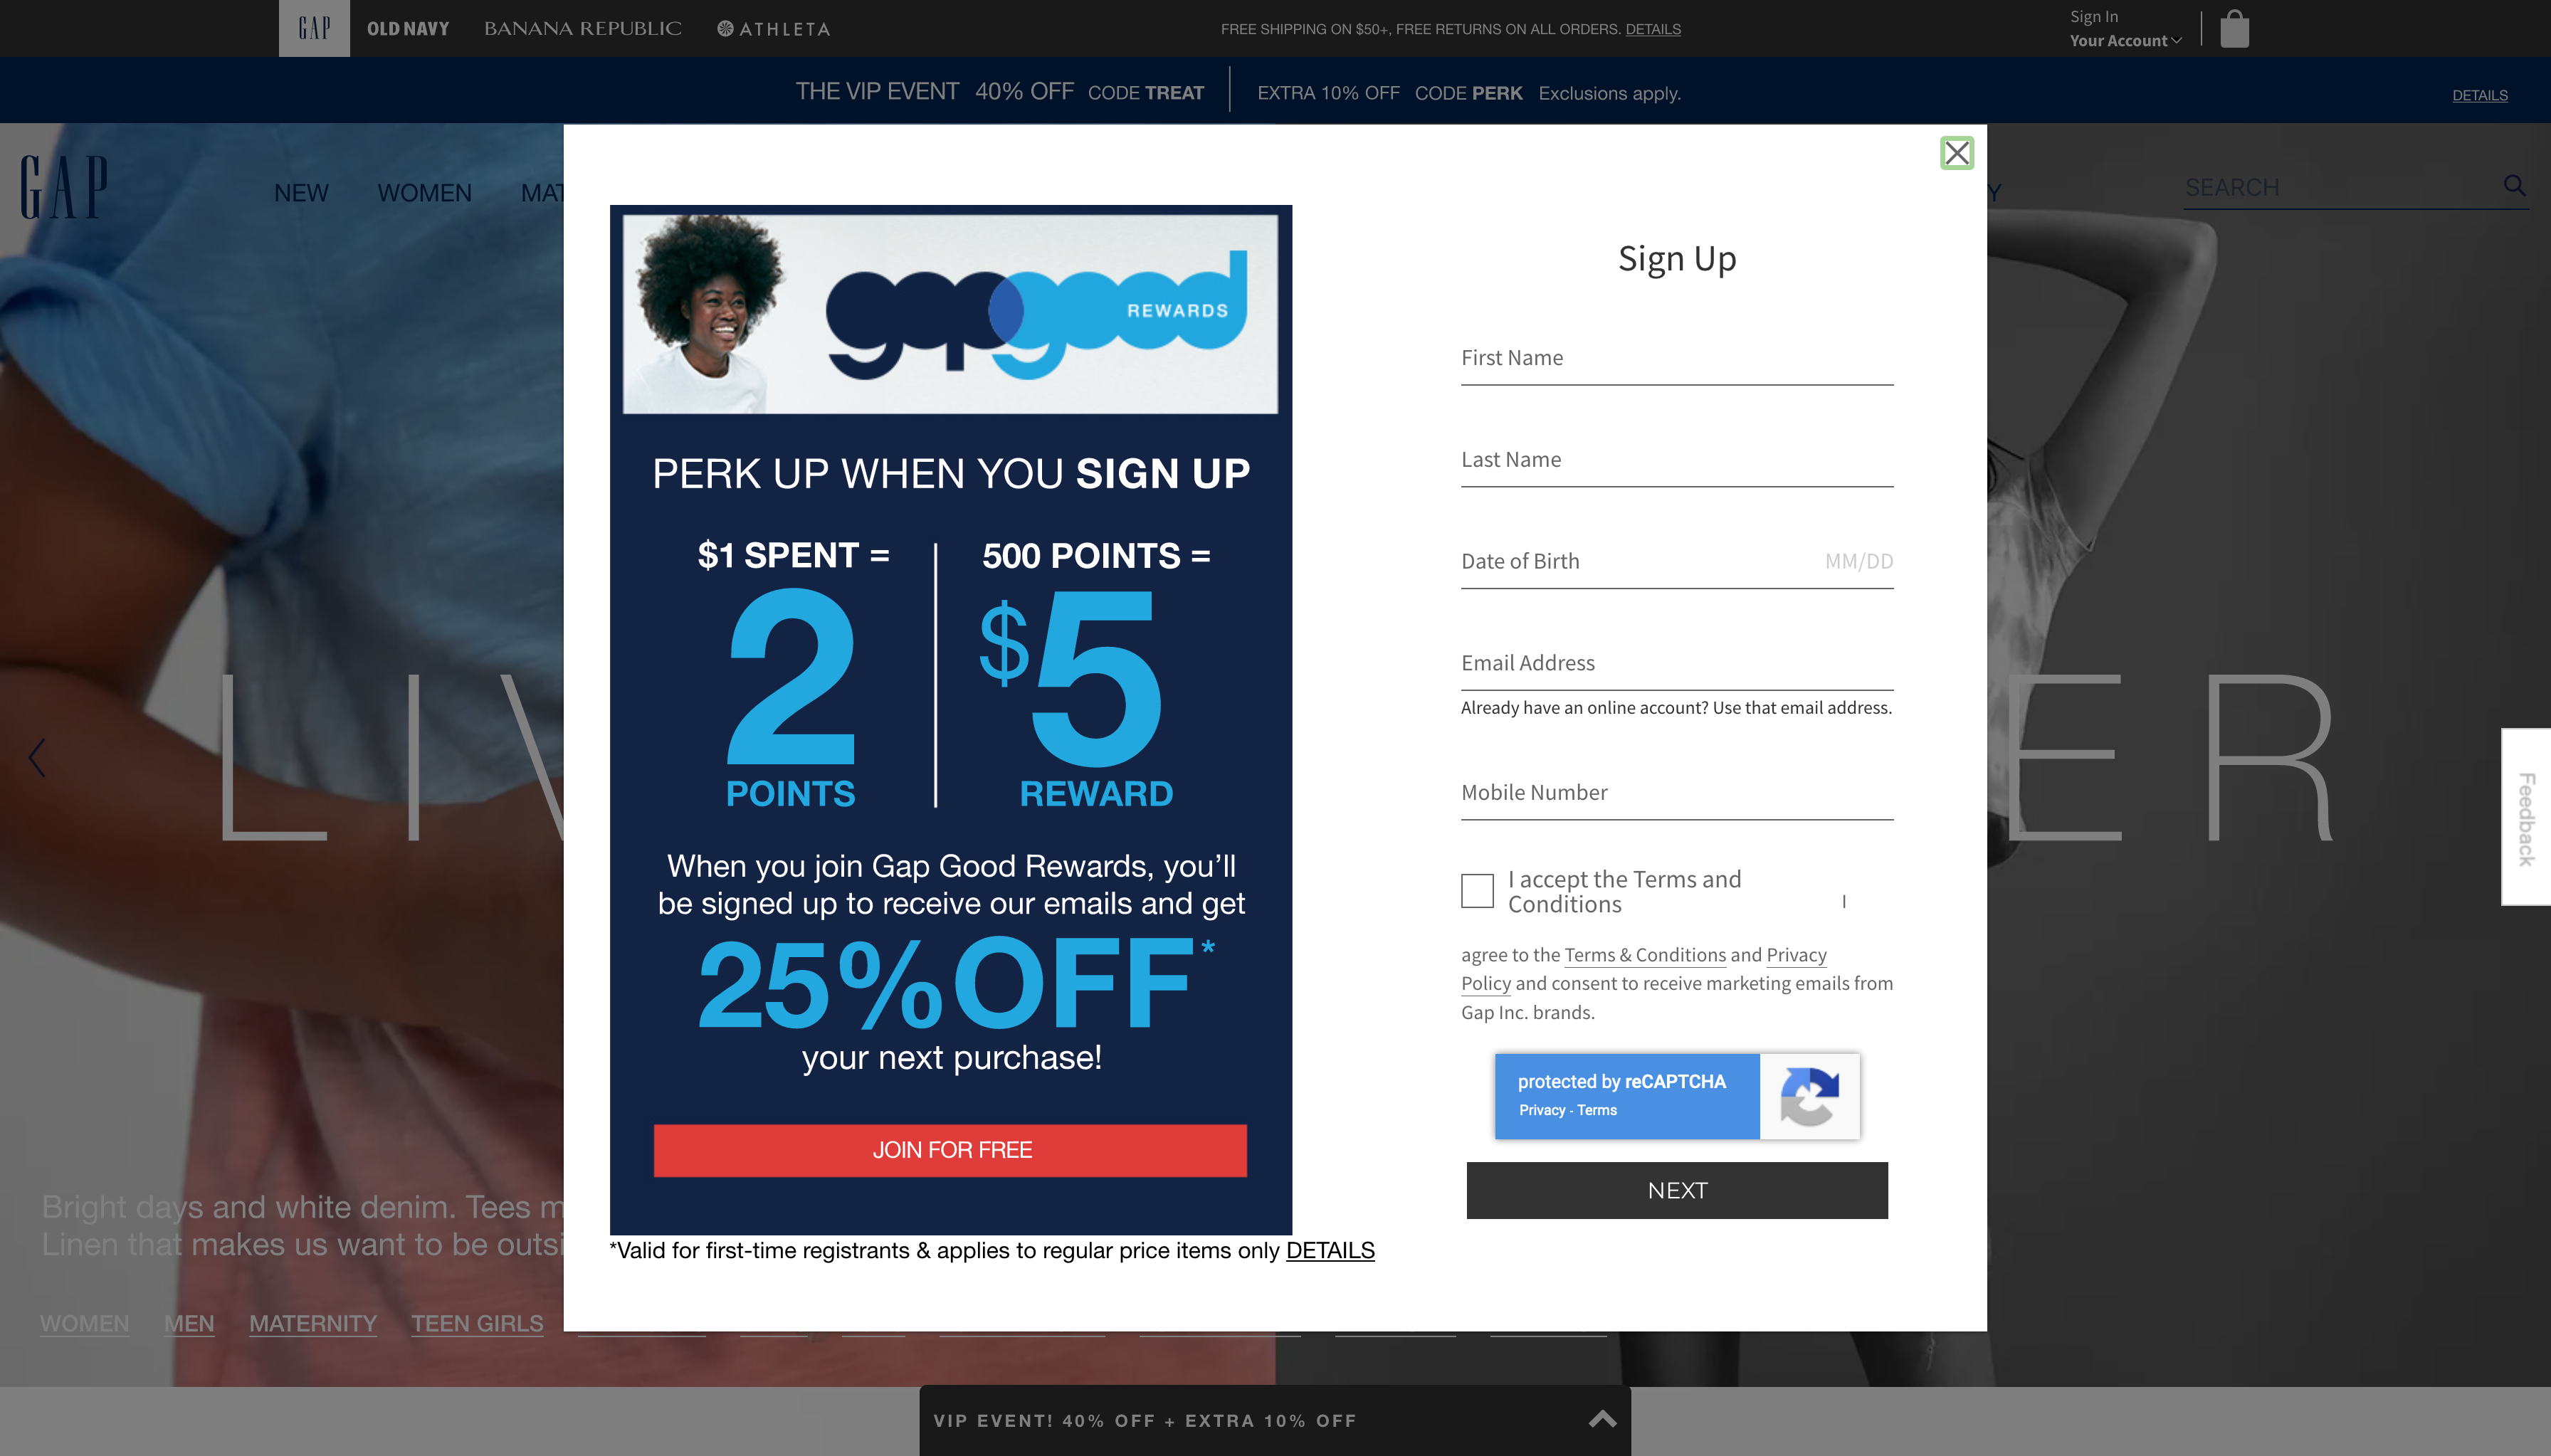 GAP
OLD NAVY
BANANA REPUBLIC
ATHLETA
FREE SHIPPING ON $50+, FREE RETURNS ON ALL ORDERS. DETAILS
Sign In
Your Account
THE VIP EVENT 40% OFF CODE TREAT
EXTRA 10% OFF CODE PERK Exclusions apply.
DETAILS
GAP
NEW
WOMEN
SEARCH
gapgood
REWARDS
PERK UP WHEN YOU SIGN UP
$1 SPENT =
2
POINTS
500 POINTS =
$5
REWARD
When you join Gap Good Rewards, you’ll
be signed up to receive our emails and get
25%OFF*
your next purchase!
JOIN FOR FREE
*Valid for first-time registrants & applies to regular price items only DETAILS
Sign Up
First Name
Last Name
Date of Birth MM/DD
Email Address
Already have an online account? Use that email address.
Mobile Number
I accept the Terms and
Conditions I
agree to the Terms & Conditions and Privacy
Policy and consent to receive marketing emails from
Gap Inc. brands.
protected by reCAPTCHA
Privacy - Terms
NEXT
Feedback
Bright days and white denim. Tees
Linen that makes us want to be
WOMEN
MEN
MATERNITY
TEEN GIRLS
VIP EVENT! 40% OFF + EXTRA 10% OFF